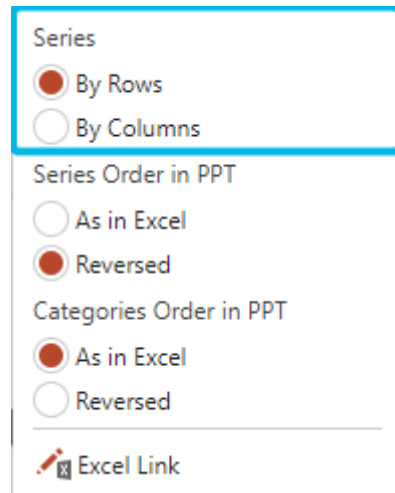 Series
By Rows
By Columns
Series Order in PPT
As in Excel
Reversed
Categories Order in PPT
As in Excel
Reversed
Excel Link